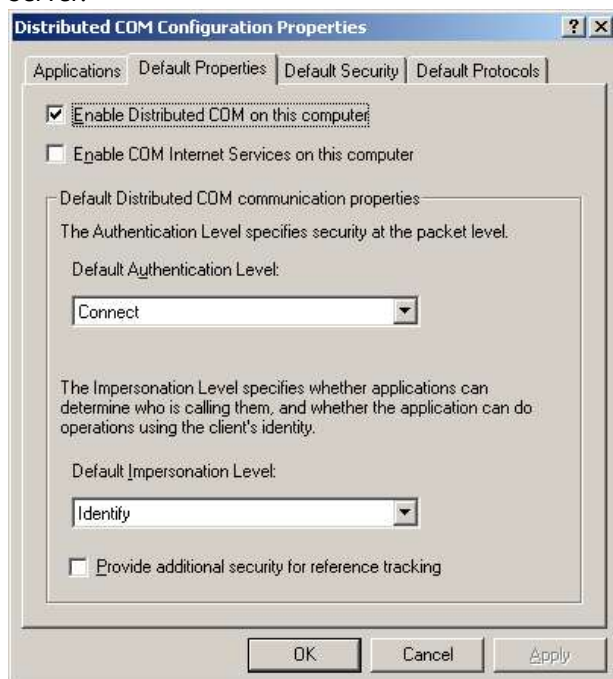 Distributed COM Configuration Properties
Applications Default Properties Default Security Default Protocols
Enable Distributed COM on this computer
Enable COM Internet Services on this computer
Default Distributed COM communication properties
The Authentication Level specifies security at the packet level.
Default Authentication Level:
Connect
The Impersonation Level specifies whether applications can
determine who is calling them, and whether the application can do
operations using the client's identity.
Default Impersonation Level:
Identify
Provide additional security for reference tracking
OK Cancel Apply